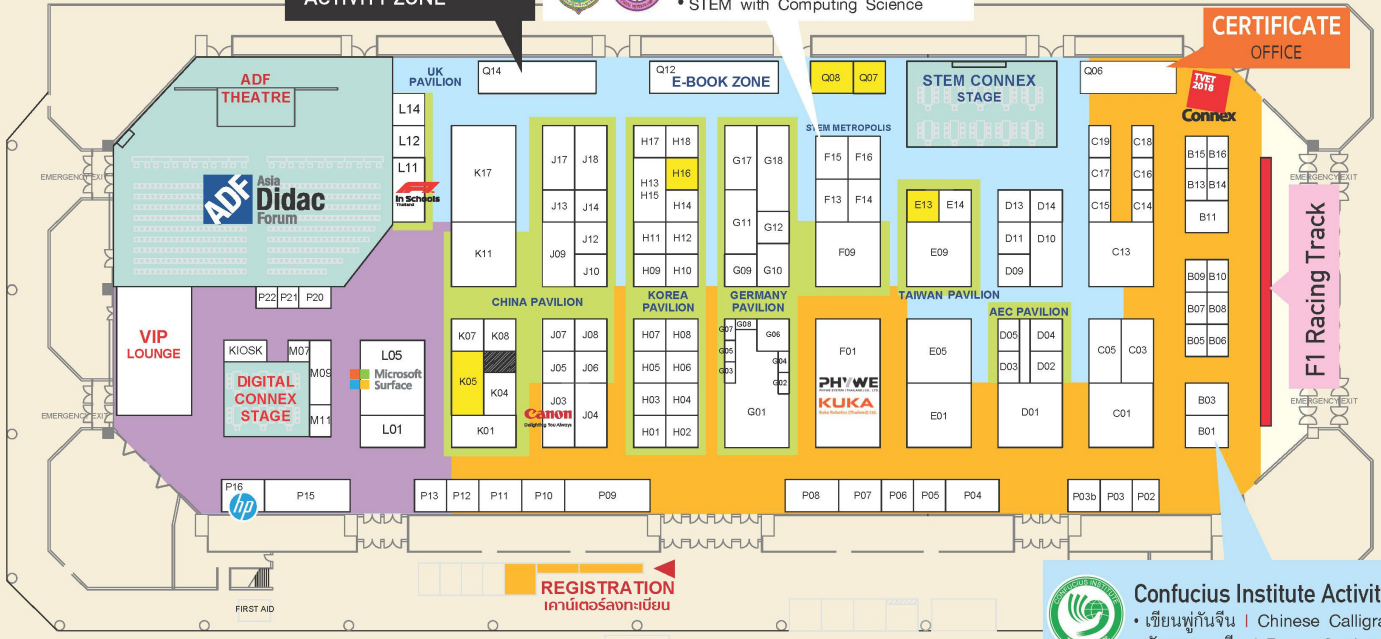 ACTIVITY ZONE
• STEM with Computing Science
CERTIFICATE
OFFICE
ADF
THEATRE
UK
PAVILION
Q14
Q12
E-BOOK ZONE
Q08
Q07
STEM CONNEX
STAGE
Q06
TVET
2018
Connex
L14
L12
L11
in Schools
Thailand
STEM METROPOLIS
EMERGENCY EXIT
EMERGENCY EXIT
ADF
Asia
Didac
Forum
K17
K11
J17
J18
J13
J14
J12
J09
J10
H17
H18
H16
H13
H15
H14
H11
H12
H09
H10
G17
G18
G11
G12
G09
G10
F15
F16
F13
F14
F09
E13
E14
E09
D13
D14
D11
D10
D09
C19
C18
C17
C16
C15
C14
C13
B15
B16
B13
B14
B11
B09
B10
B07
B08
B05
B06
F1 Racing Track
P22
P21
P20
CHINA PAVILION
KOREA
PAVILION
GERMANY
PAVILION
TAIWAN PAVILION
AEC PAVILION
VIP
LOUNGE
KIOSK
M07
M09
M11
DIGITAL
CONNEX
STAGE
L05
Microsoft
Surface
L01
K07
K08
K05
K04
K01
J07
J08
J05
J06
J03
J04
Canon
Delighting You Always
H07
H08
H05
H06
H03
H04
H01
H02
G07
G08
G06
G05
G04
G03
G02
G01
F01
PHYWE
KUKA
E05
E01
D05
D04
D03
D02
D01
C05
C03
C01
B03
B01
EMERGENCY EXIT
EMERGENCY EXIT
P16
hp
P15
P13
P12
P11
P10
P09
P08
P07
P06
P05
P04
P03b
P03
P02
REGISTRATION
เคาน์เตอร์ลงทะเบียน
FIRST AID
CONFUCIUS INSTITUTE
Confucius Institute Activit
• เขียนพู่กันจีน | Chinese Calligra